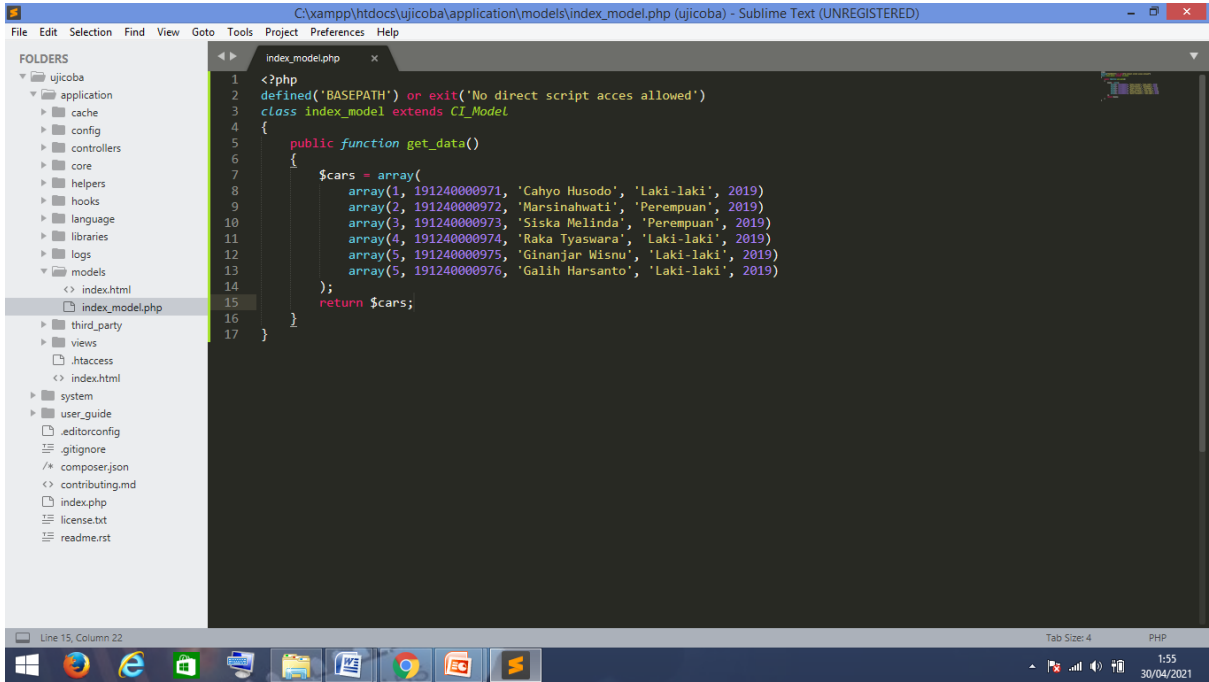 C:\xampp\htdocs\ujicoba\application\models\index_model.php (ujicoba) - Sublime Text (UNREGISTERED)
File Edit Selection Find View Goto Tools Project Preferences Help
FOLDERS
ujicoba
application
cache
config
controllers
core
helpers
hooks
language
libraries
logs
models
<> index.html
index_model.php
third_party
views
.htaccess
<> index.html
system
user_guide
.editorconfig
.gitignore
/* composer.json
<> contributing.md
index.php
license.txt
readme.rst
index_model.php ×
1 <?php
2 defined('BASEPATH') or exit('No direct script acces allowed')
3 class index_model extends CI_Model
4 {
5 public function get_data()
6 {
7 $cars = array(
8 array(1, 191240000971, 'Cahyo Husodo', 'Laki-laki', 2019)
9 array(2, 191240000972, 'Marsinahwati', 'Perempuan', 2019)
10 array(3, 191240000973, 'Siska Melinda', 'Perempuan', 2019)
11 array(4, 191240000974, 'Raka Tyaswara', 'Laki-laki', 2019)
12 array(5, 191240000975, 'Ginanjar Wisnu', 'Laki-laki', 2019)
13 array(5, 191240000976, 'Galih Harsanto', 'Laki-laki', 2019)
14 );
15 return $cars;
16 }
17 }
Line 15, Column 22
Tab Size: 4 PHP
1:55
30/04/2021